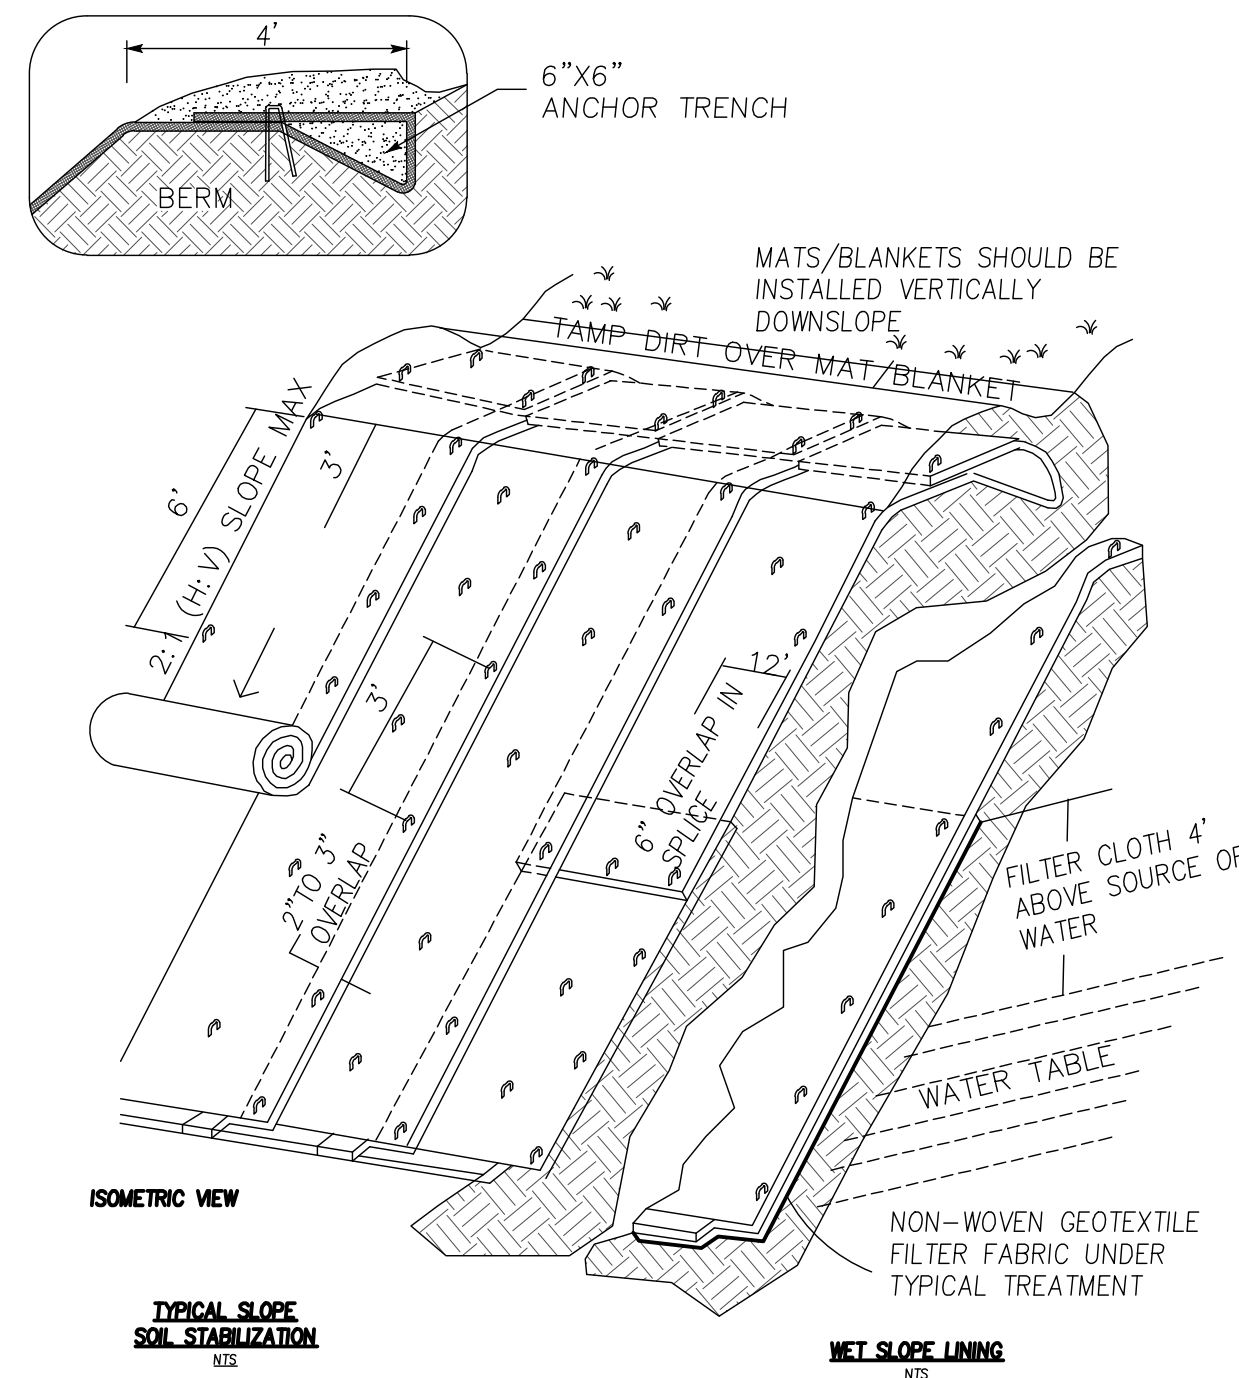 4'
6"X6"
ANCHOR TRENCH
BERM
MATS/BLANKETS SHOULD BE
INSTALLED VERTICALLY
DOWNSLOPE
TAMP DIRT OVER MAT/BLANKET
6'
2:1 (H:V) SLOPE MAX
3'
3'
12'
6" OVERLAP IN
SPLICE
2"TO 3"
OVERLAP
FILTER CLOTH 4'
ABOVE SOURCE OF
WATER
WATER TABLE
ISOMETRIC VIEW
NON-WOVEN GEOTEXTILE
FILTER FABRIC UNDER
TYPICAL TREATMENT
TYPICAL SLOPE
SOIL STABILIZATION
NTS
WET SLOPE LINING
NTS